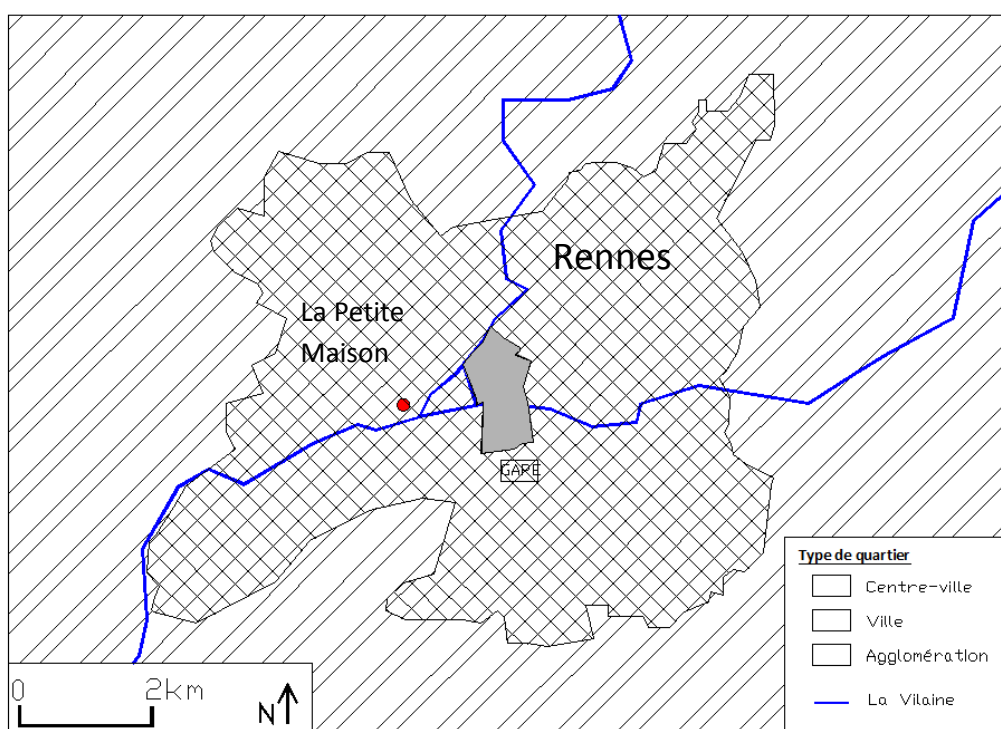 Rennes
La Petite
Maison
GARE
Type de quartier
Centre-ville
Ville
Agglomération
La Vilaine
0 2km
N